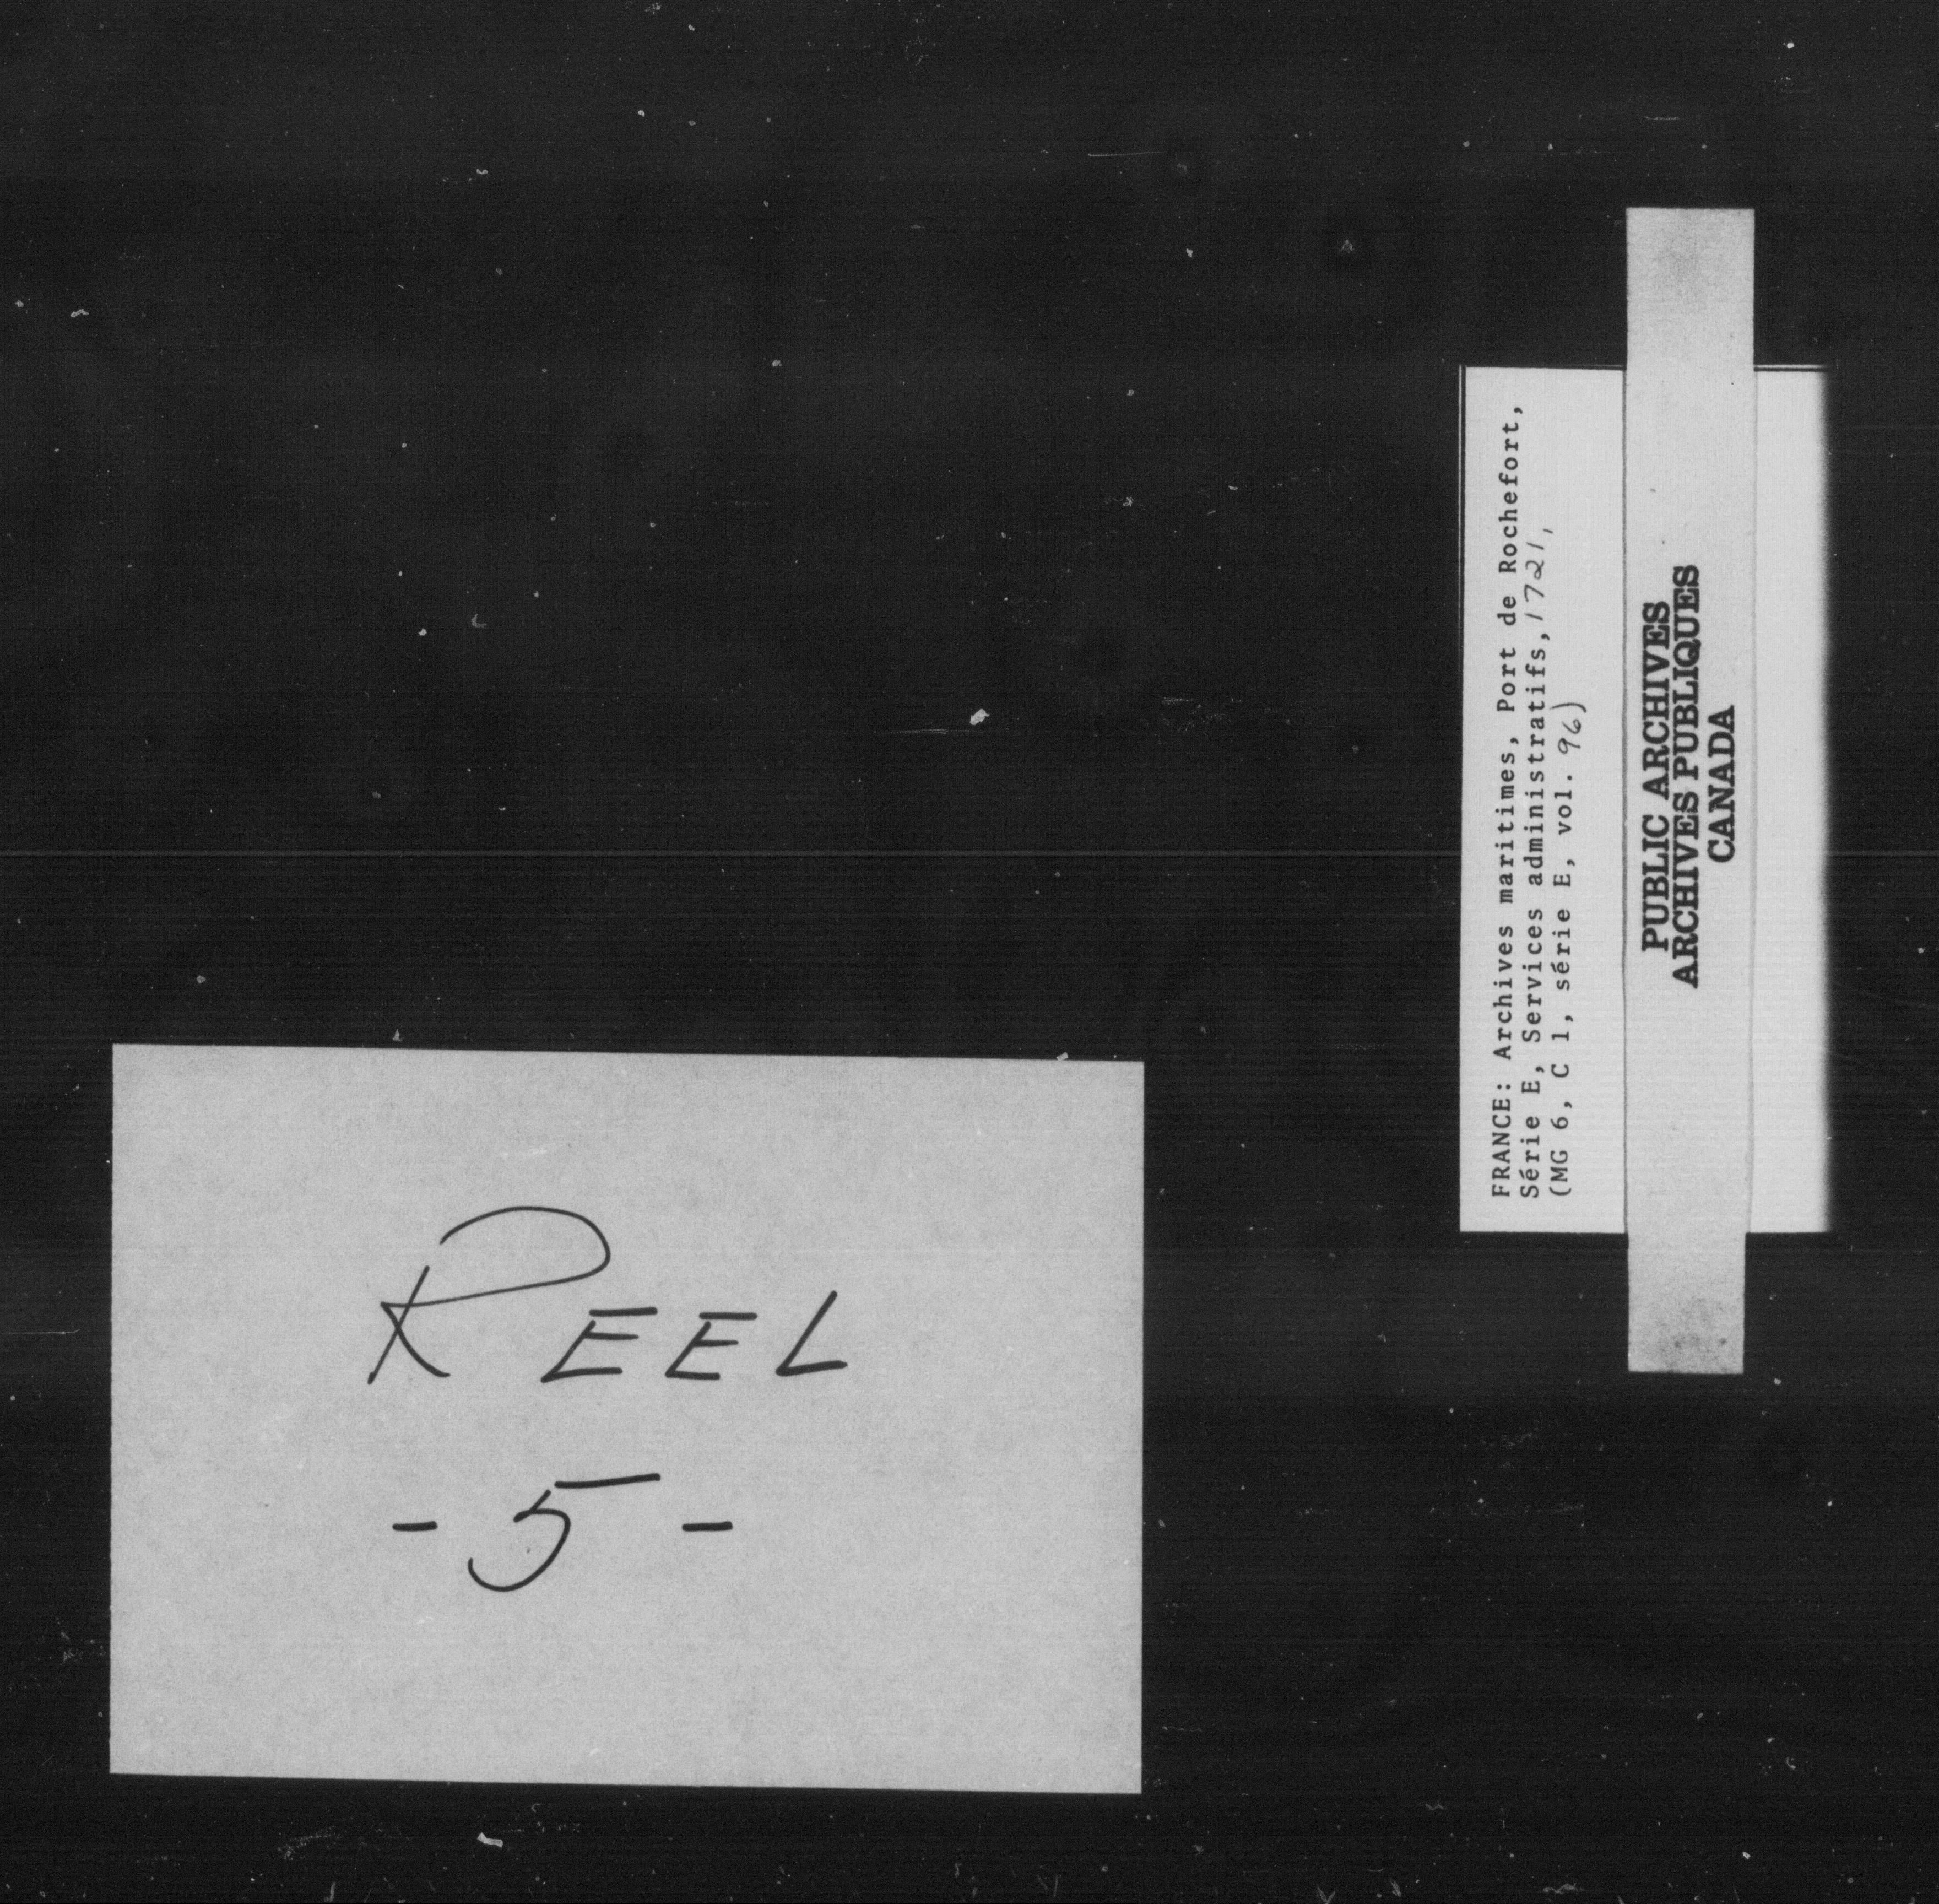 REEL
- 5 -
FRANCE: Archives maritimes, Port de Rochefort,
Série E, Services administratifs, 1721,
(MG 6, C 1, série E, vol. 96)
PUBLIC ARCHIVES
ARCHIVES PUBLIQUES
CANADA